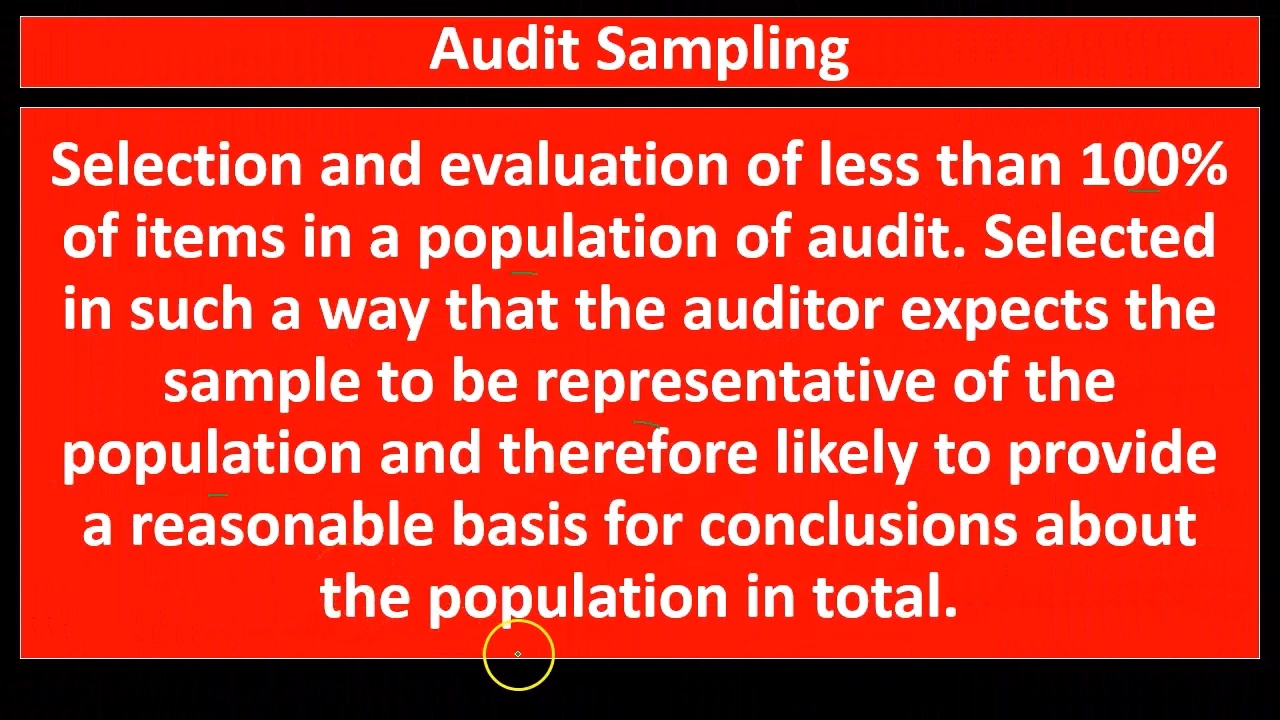 Audit Sampling
Selection and evaluation of less than 100%
of items in a population of audit. Selected
in such a way that the auditor expects the
sample to be representative of the
population and therefore likely to provide
a reasonable basis for conclusions about
the population in total.